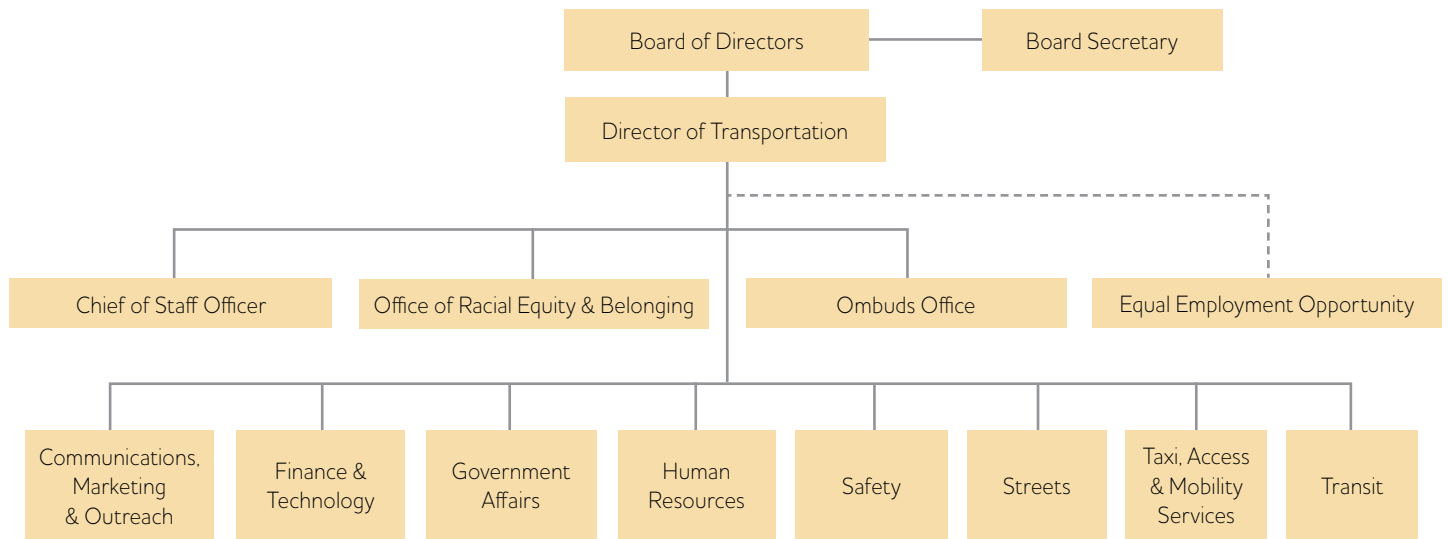 Board of Directors
Board Secretary
Director of Transportation
Chief of Staff Officer
Office of Racial Equity & Belonging
Ombuds Office
Equal Employment Opportunity
Communications,
Marketing
& Outreach
Finance &
Technology
Government
Affairs
Human
Resources
Safety
Streets
Taxi, Access
& Mobility
Services
Transit